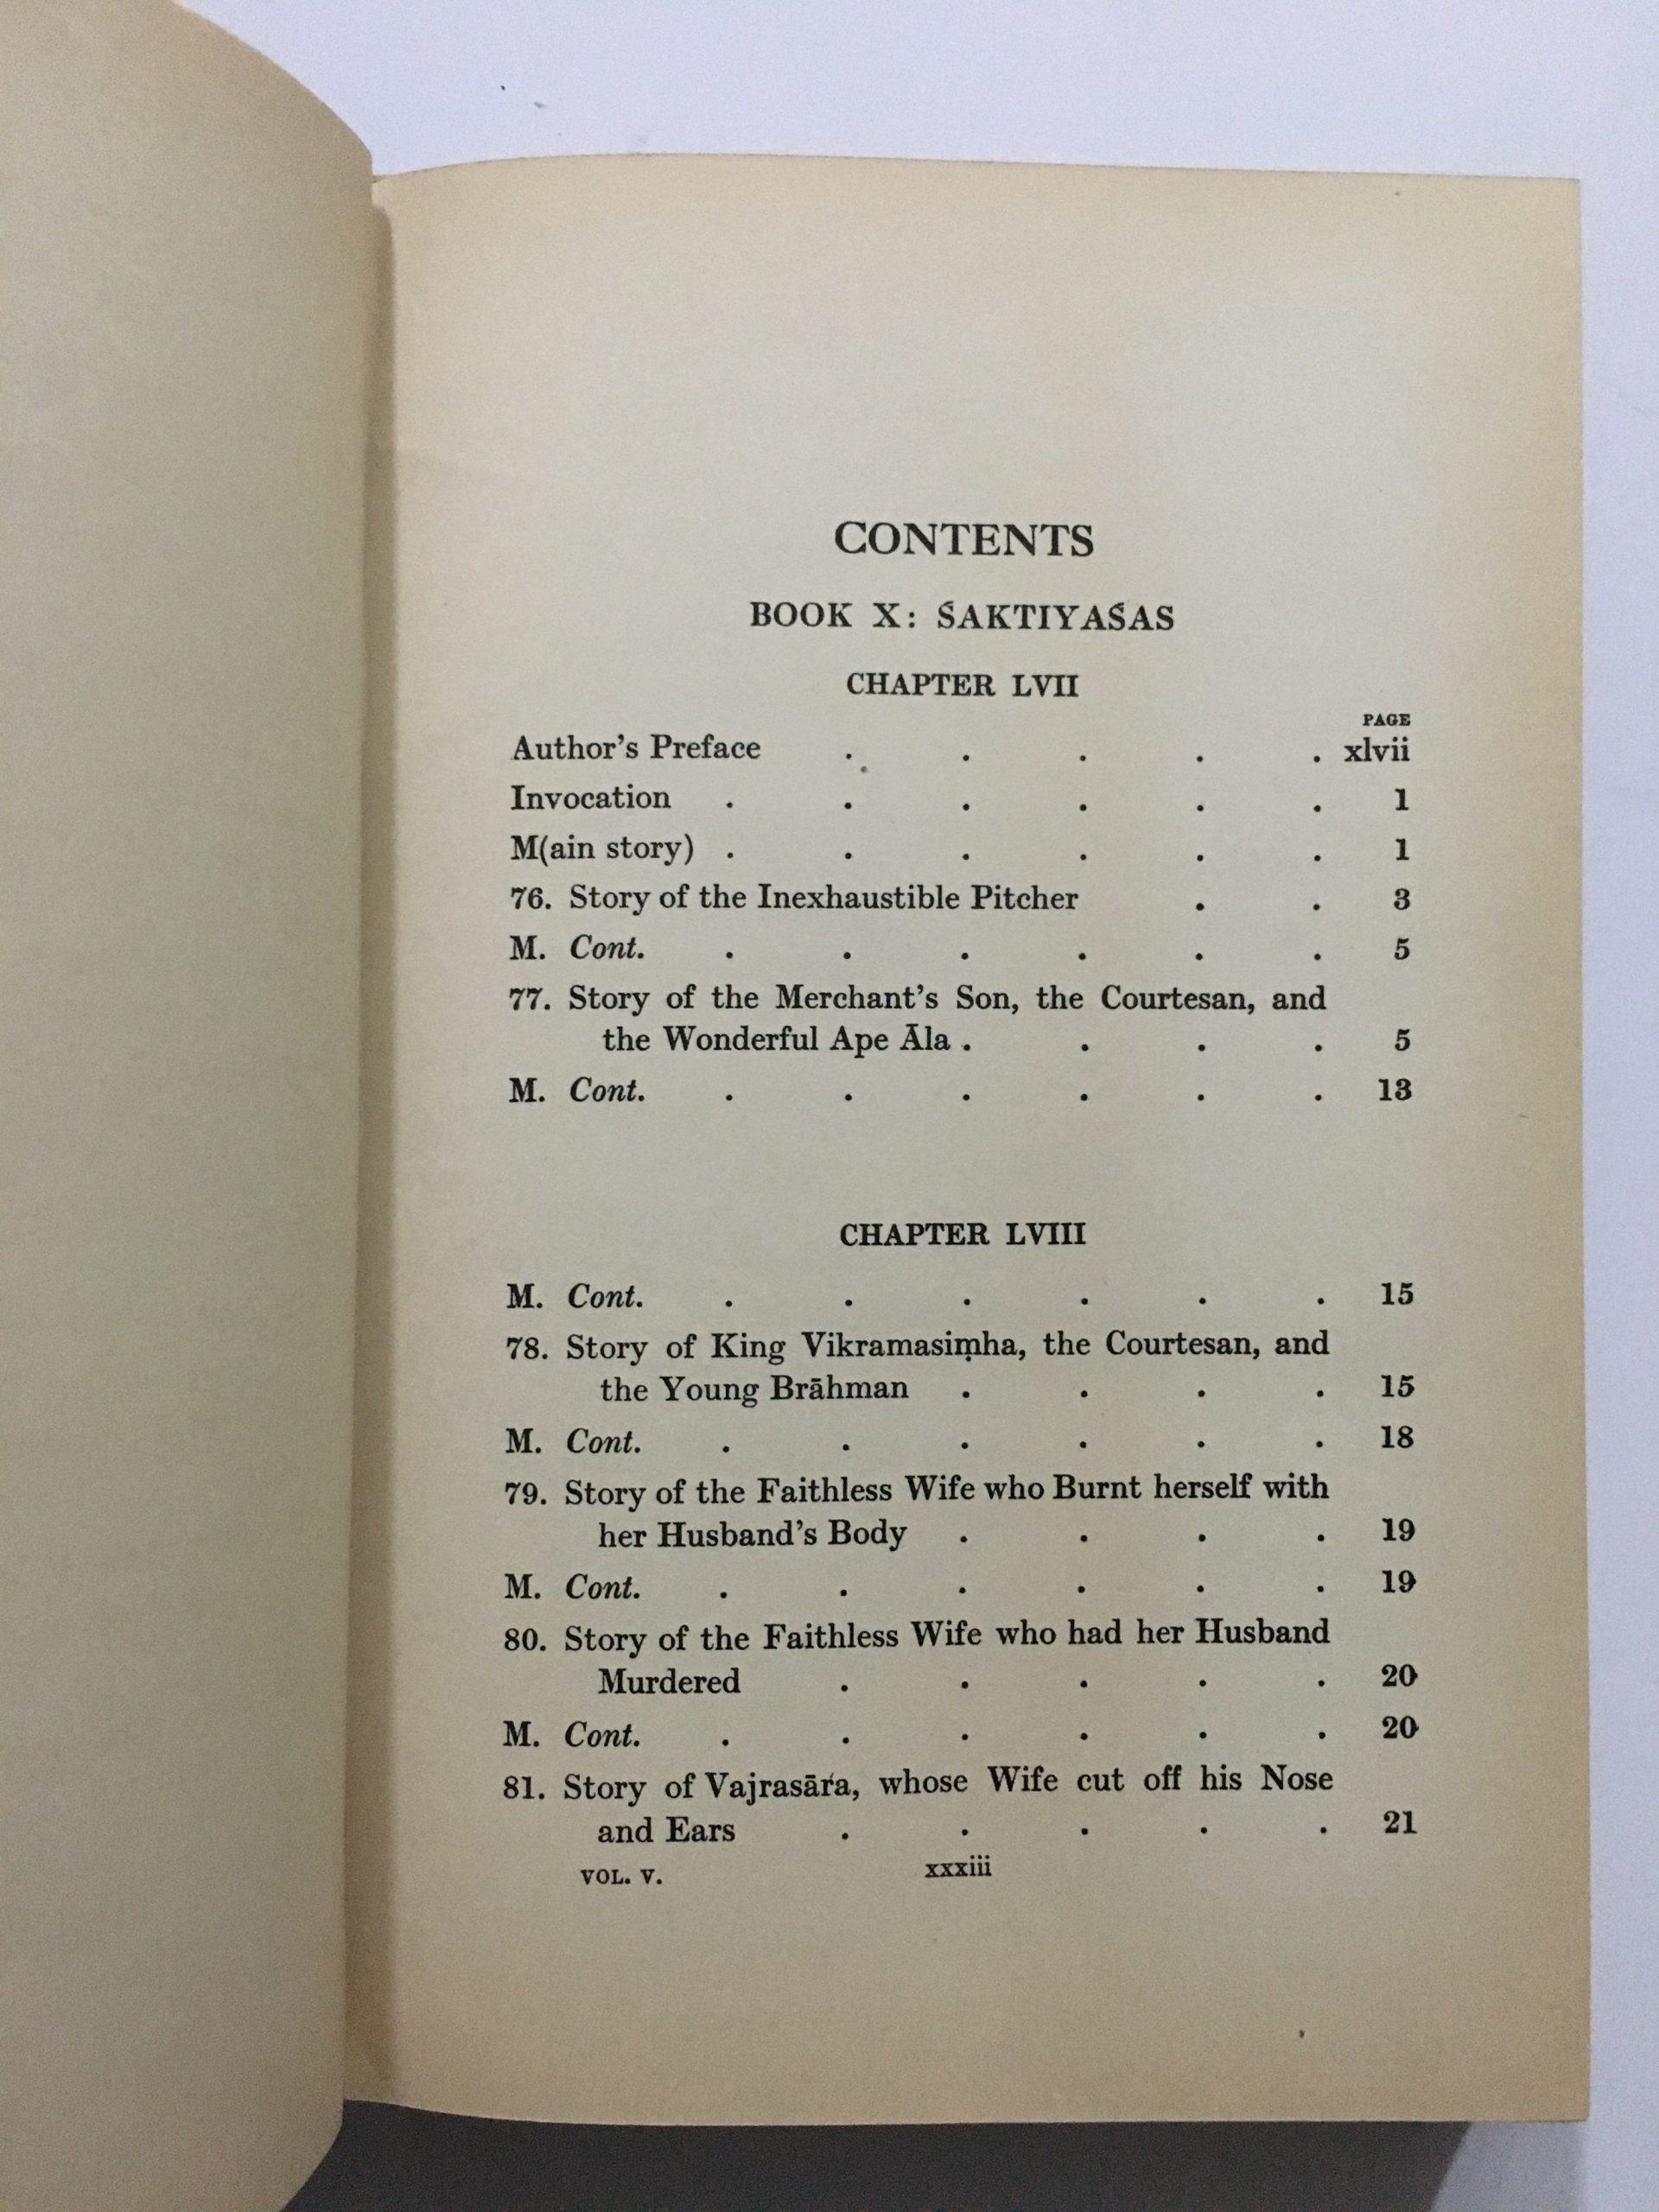 CONTENTS
BOOK X: ŚAKTIYAŚAS
CHAPTER LVII
PAGE
Author's Preface . . . . . xlvii
Invocation . . . . . . 1
M(ain story) . . . . . . 1
76. Story of the Inexhaustible Pitcher . . 3
M. Cont. . . . . . . 5
77. Story of the Merchant's Son, the Courtesan, and
the Wonderful Ape Āla . . . . 5
M. Cont. . . . . . . 13
CHAPTER LVIII
M. Cont. . . . . . . 15
78. Story of King Vikramasiṃha, the Courtesan, and
the Young Brāhman . . . . 15
M. Cont. . . . . . . 18
79. Story of the Faithless Wife who Burnt herself with
her Husband's Body . . . . 19
M. Cont. . . . . . . 19
80. Story of the Faithless Wife who had her Husband
Murdered . . . . . 20
M. Cont. . . . . . . 20
81. Story of Vajrasāra, whose Wife cut off his Nose
and Ears . . . . . 21
VOL. V. xxxiii